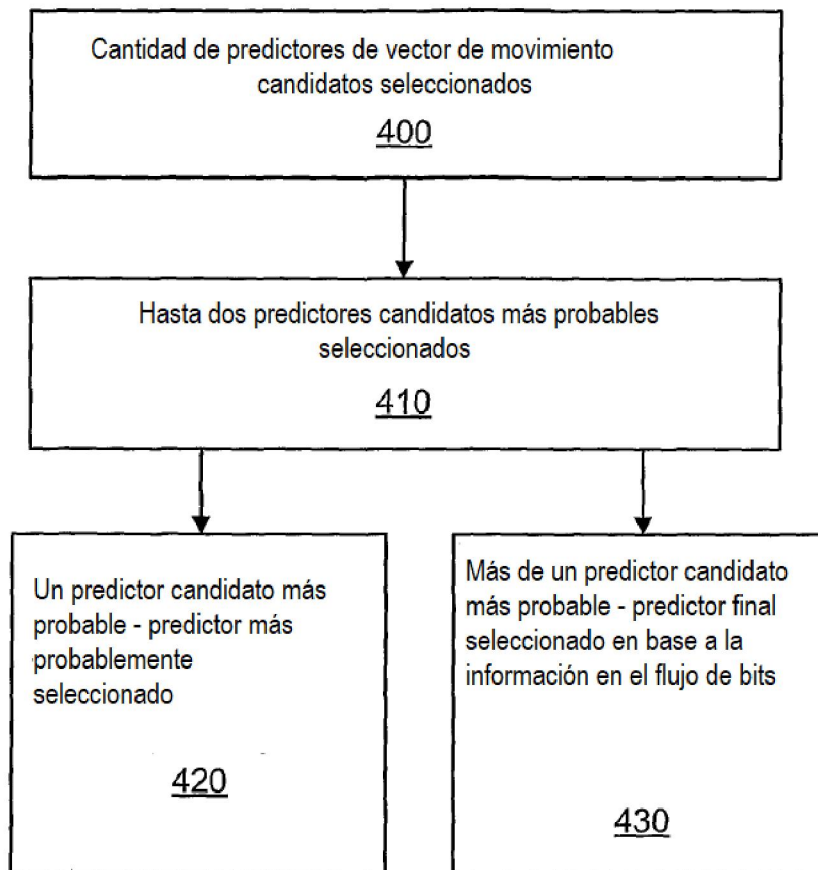 Cantidad de predictores de vector de movimiento
candidatos seleccionados
400
Hasta dos predictores candidatos más probables
seleccionados
410
Un predictor candidato más
probable - predictor más
probablemente
seleccionado
420
Más de un predictor candidato
más probable - predictor final
seleccionado en base a la
información en el flujo de bits
430